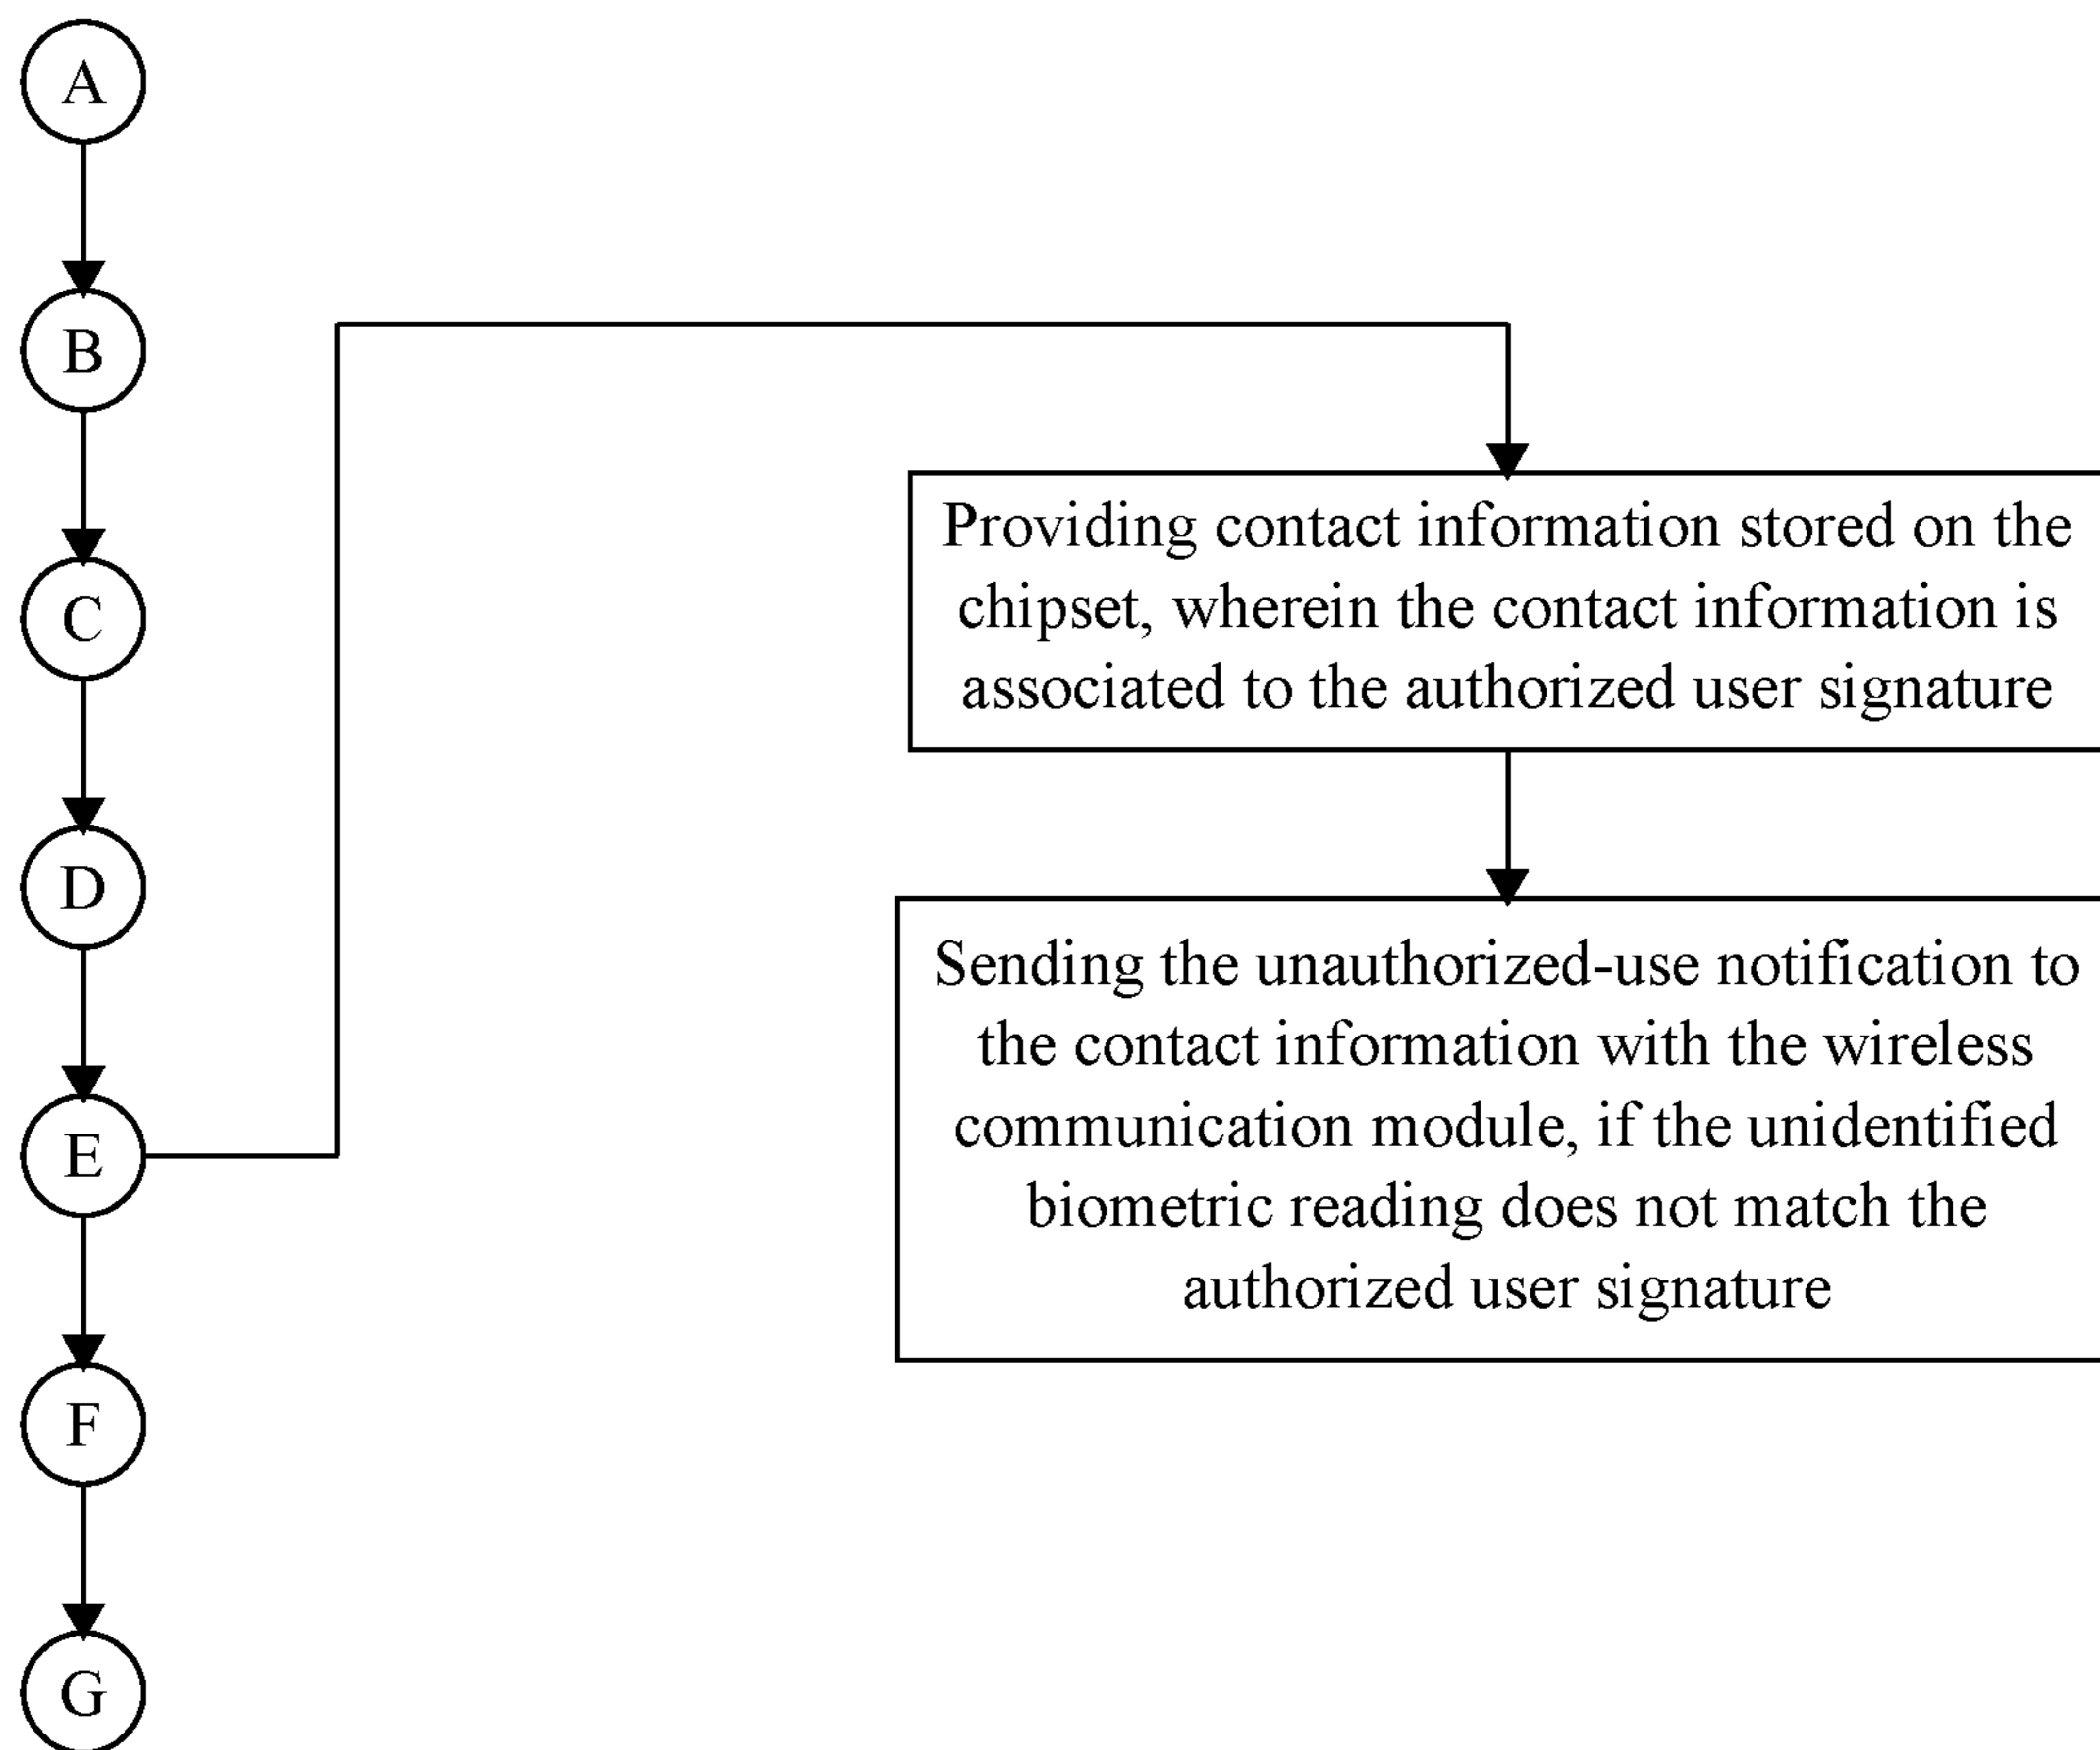 A
B
C
D
E
F
G
Providing contact information stored on the
chipset, wherein the contact information is
associated to the authorized user signature
Sending the unauthorized-use notification to
the contact information with the wireless
communication module, if the unidentified
biometric reading does not match the
authorized user signature